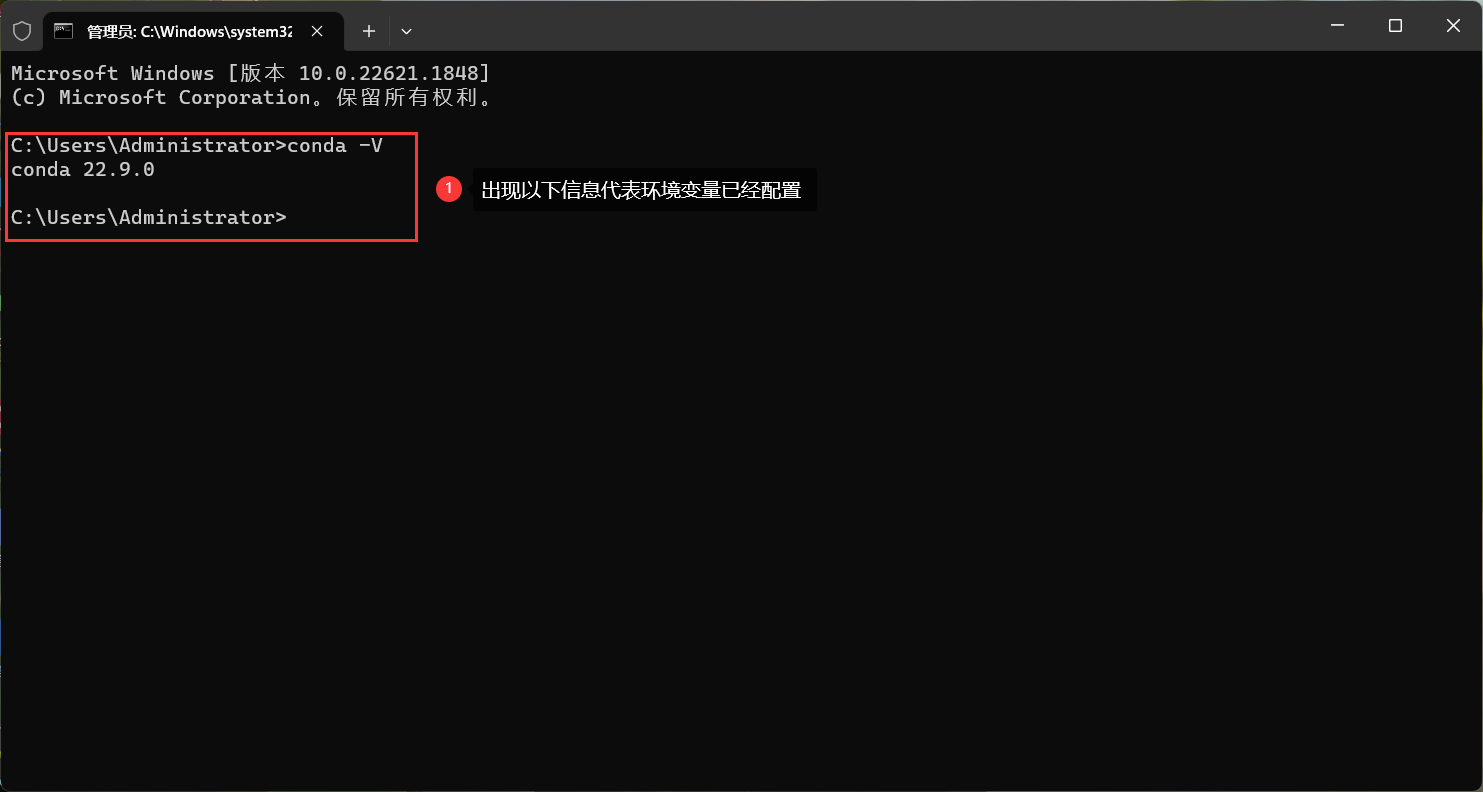 管理员: C:\Windows\system32
Microsoft Windows [版本 10.0.22621.1848]
(c) Microsoft Corporation。保留所有权利。
C:\Users\Administrator>conda -V
conda 22.9.0
1 出现以下信息代表环境变量已经配置
C:\Users\Administrator>